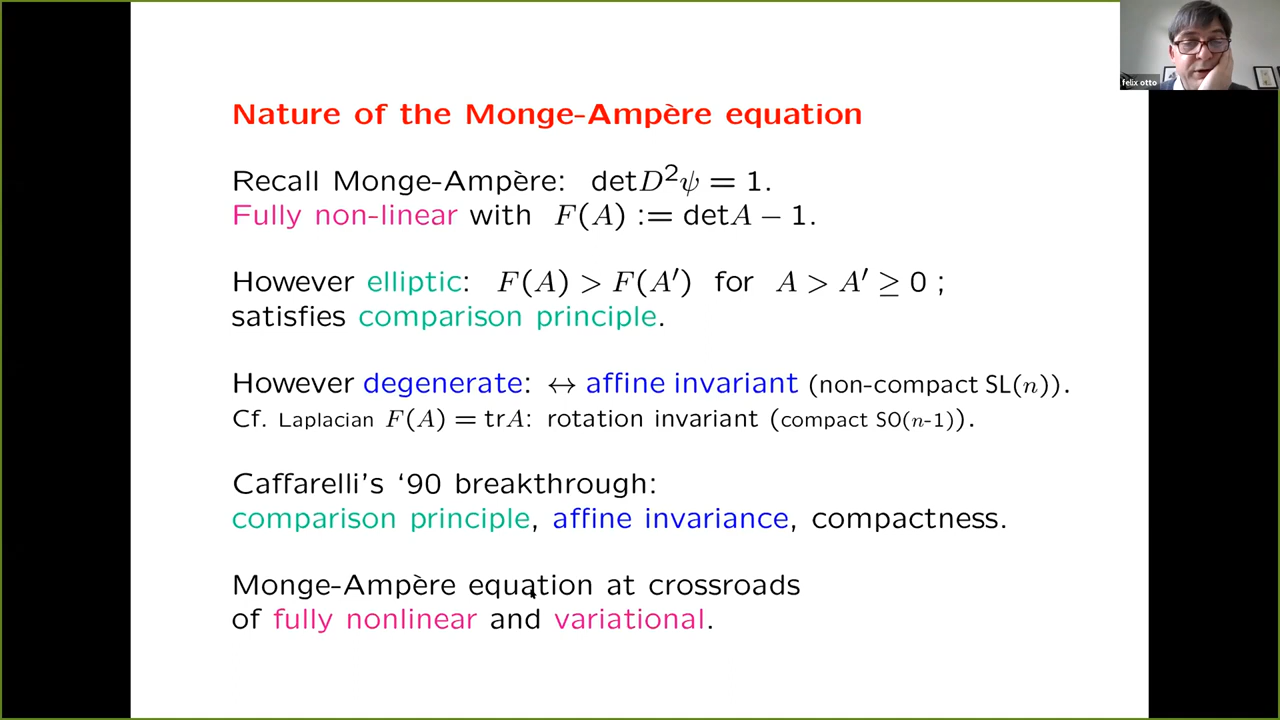 felix otto
Nature of the Monge-Ampère equation
Recall Monge-Ampère: detD²ψ = 1.
Fully non-linear with F(A) := detA − 1.
However elliptic: F(A) > F(A′) for A > A′ ≥ 0 ;
satisfies comparison principle.
However degenerate: ↔ affine invariant (non-compact SL(n)).
Cf. Laplacian F(A) = trA: rotation invariant (compact SO(n-1)).
Caffarelli's ‘90 breakthrough:
comparison principle, affine invariance, compactness.
Monge-Ampère equation at crossroads
of fully nonlinear and variational.